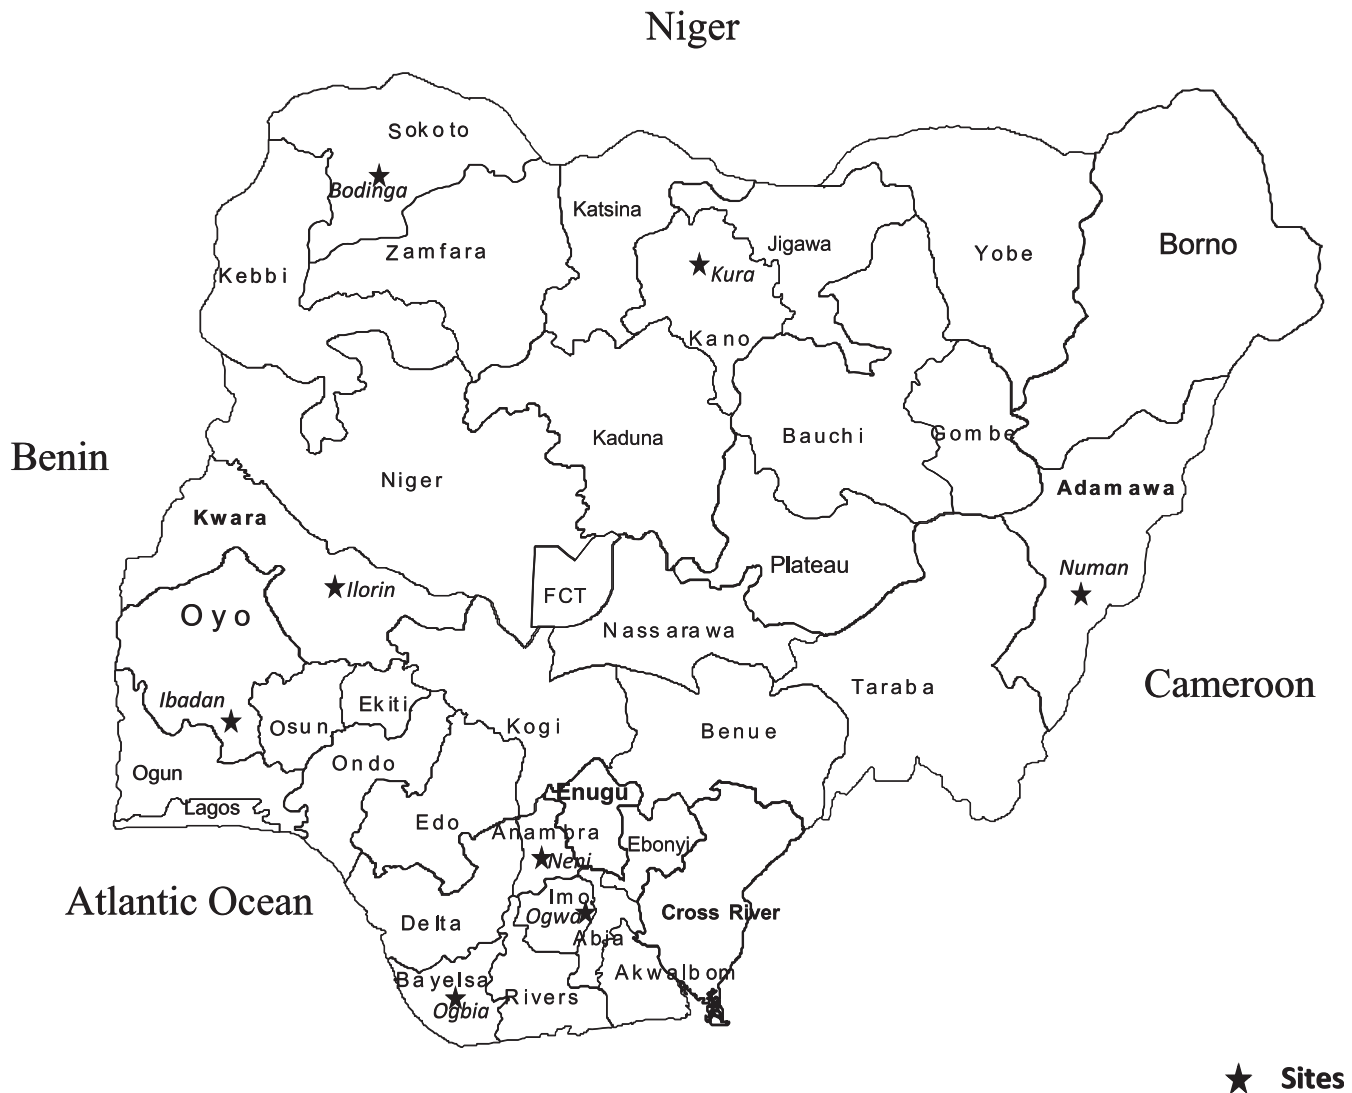 Niger
Sokoto
Bodinga
Katsina
Zamfara
Kebbi
Jigawa
Kura
Yobe
Borno
Kano
Benin
Kaduna
Bauchi
Gombe
Niger
Adamawa
Kwara
Plateau
Numan
Ilorin
FCT
Oyo
Nassarawa
Cameroon
Taraba
Ibadan
Ekiti
Osun
Kogi
Benue
Ogun
Ondo
Enugu
Lagos
Edo
Anambra
Ebonyi
Neni
Atlantic Ocean
Imo
Ogwa
Cross River
Delta
Abia
Bayelsa
AkwaIbom
Rivers
Ogbia
Sites